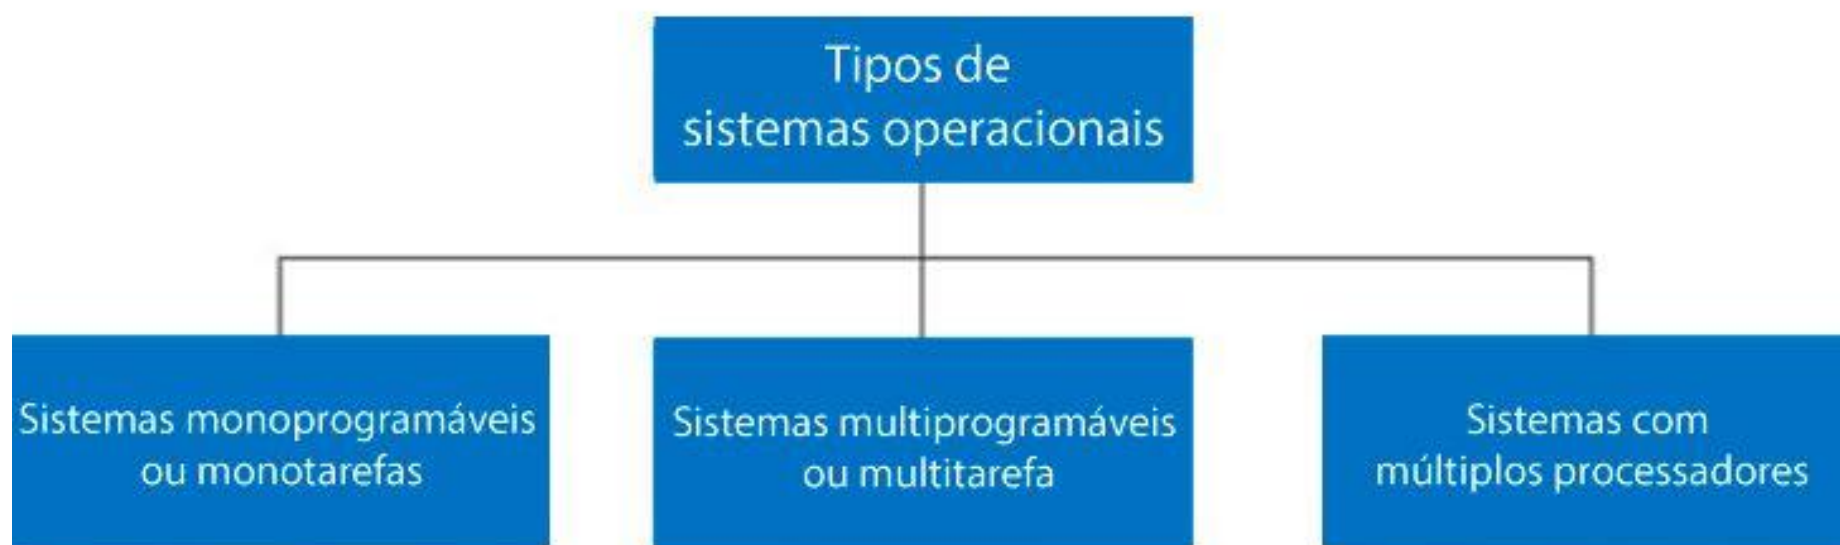 Tipos de
sistemas operacionais
Sistemas monoprogramáveis
ou monotarefas
Sistemas multiprogramáveis
ou multitarefa
Sistemas com
múltiplos processadores